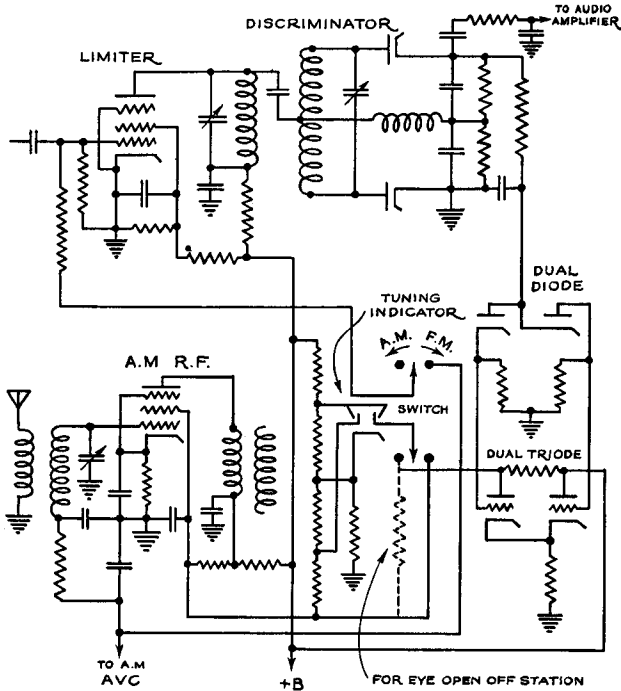 DISCRIMINATOR
TO AUDIO
AMPLIFIER
LIMITER
TUNING
INDICATOR
DUAL
DIODE
A.M. F.M.
A.M R.F.
SWITCH
DUAL TRIODE
TO A.M
AVC
+B
FOR EYE OPEN OFF STATION